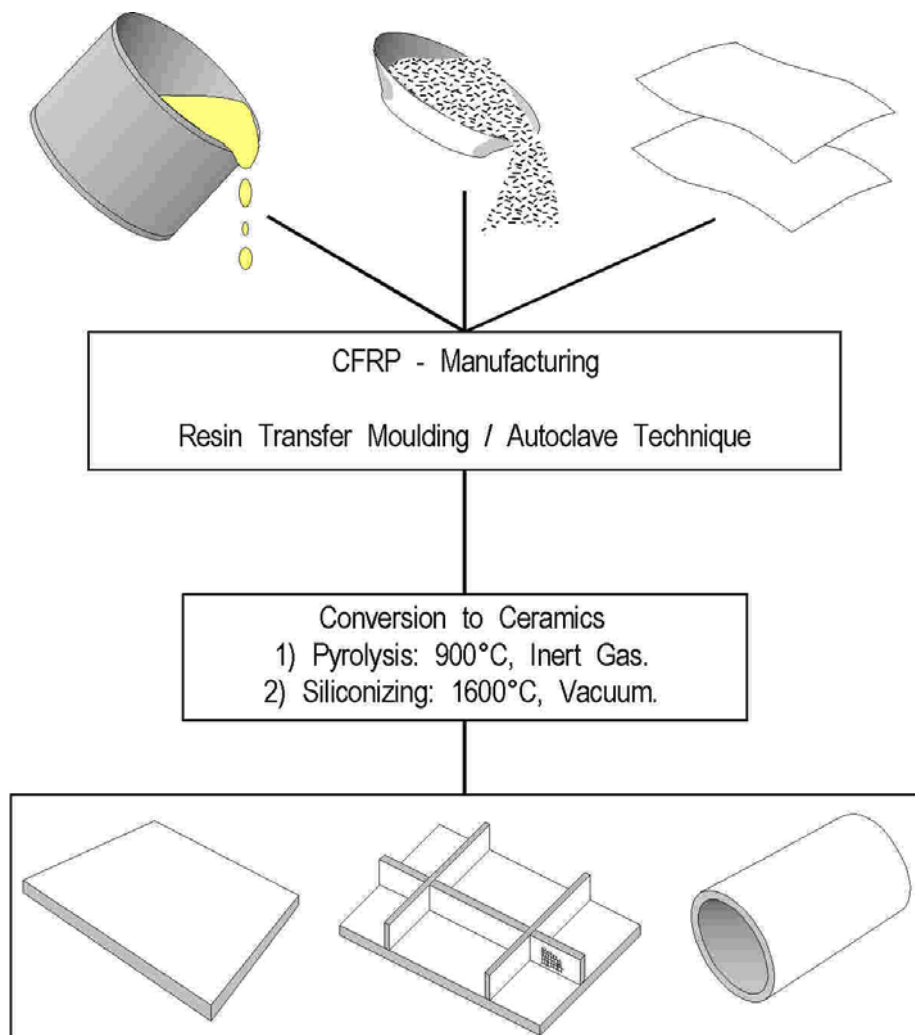 CFRP - Manufacturing
Resin Transfer Moulding / Autoclave Technique
Conversion to Ceramics
1) Pyrolysis: 900°C, Inert Gas.
2) Siliconizing: 1600°C, Vacuum.